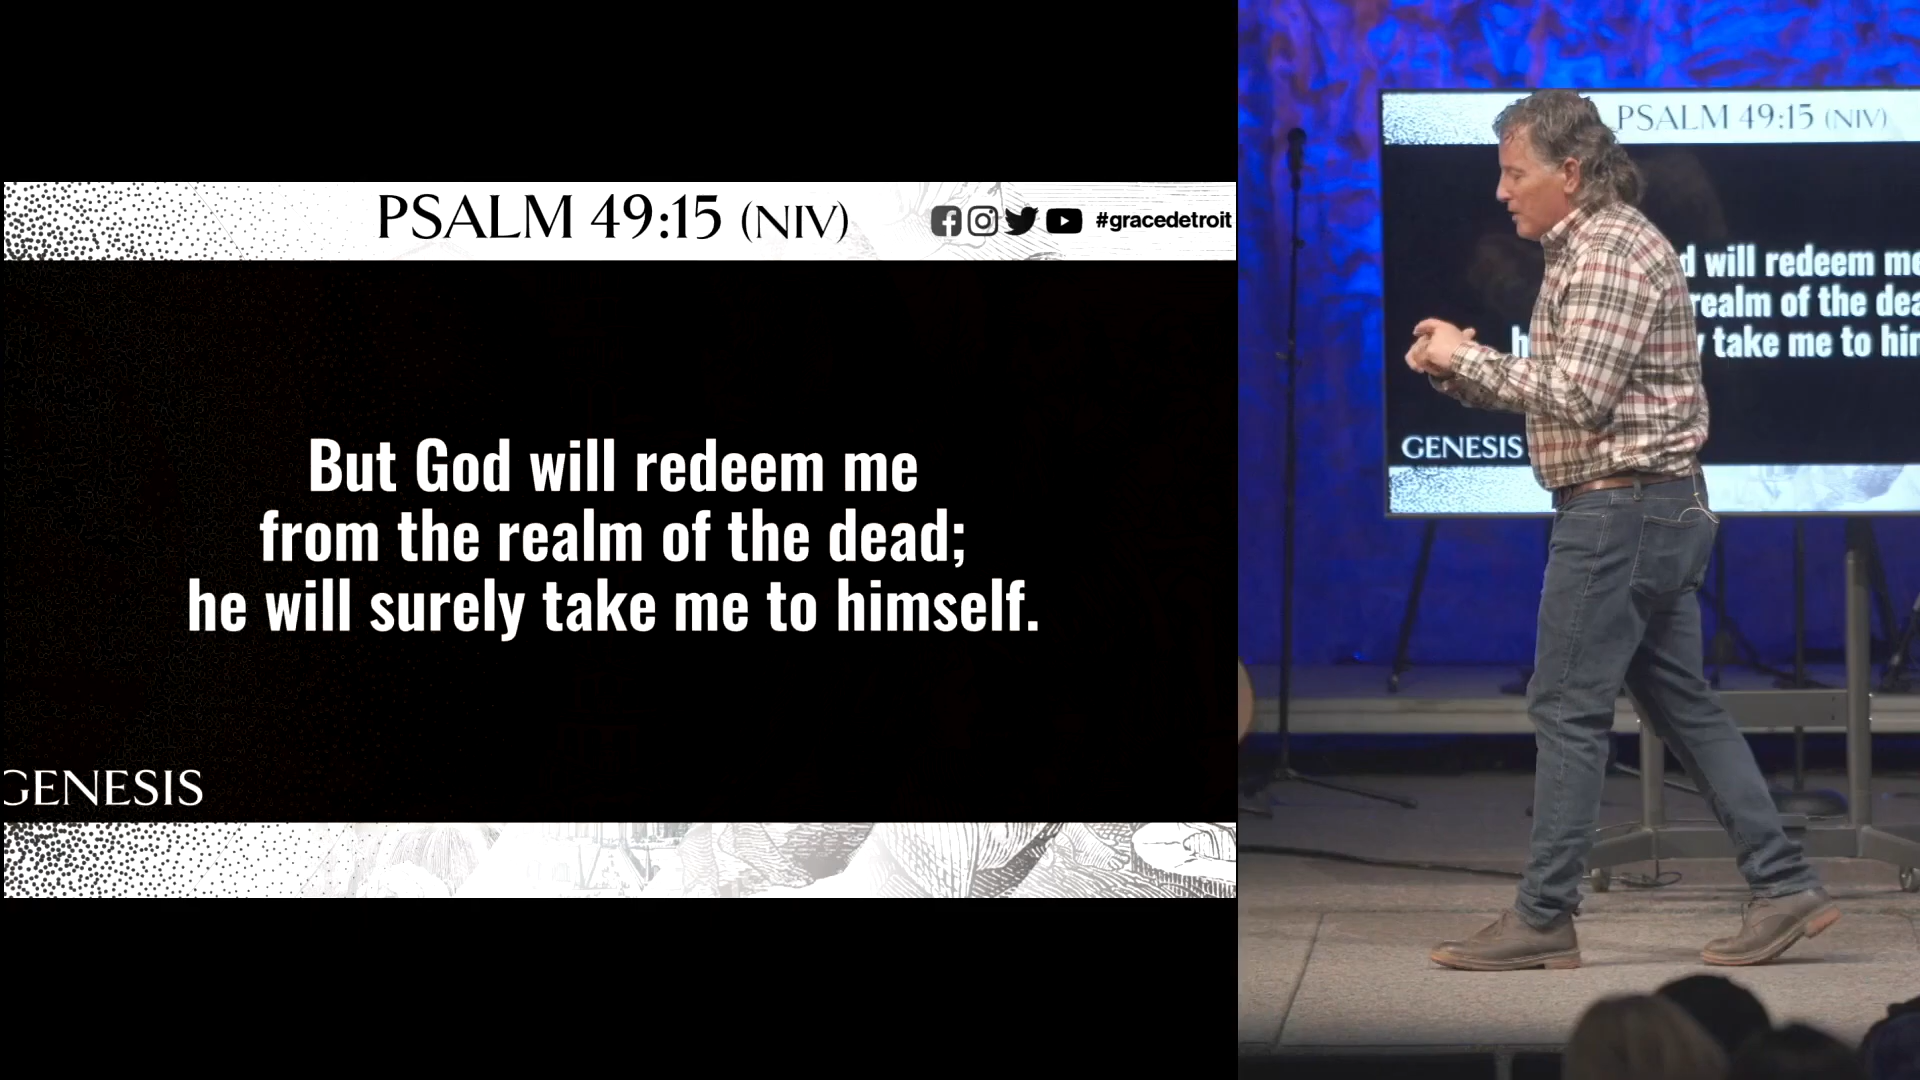 PSALM 49:15 (NIV)
#gracedetroit
But God will redeem me
from the realm of the dead;
he will surely take me to himself.
GENESIS
PSALM 49:15 (NIV)
will redeem me
realm of the
take me to
GENESIS